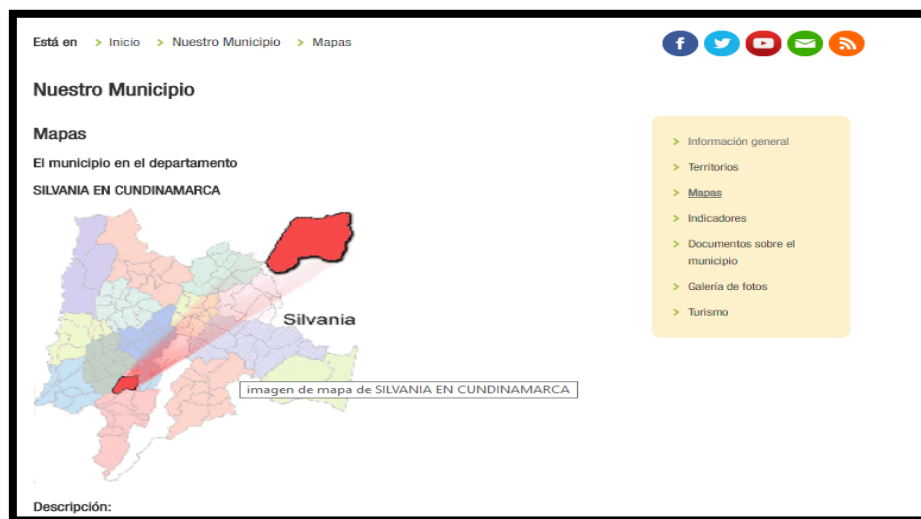 Está en > Inicio > Nuestro Municipio > Mapas
Nuestro Municipio
Mapas
El municipio en el departamento
SILVANIA EN CUNDINAMARCA
Silvania
imagen de mapa de SILVANIA EN CUNDINAMARCA
Descripción:
> Información general
> Territorios
> Mapas
> Indicadores
> Documentos sobre el
municipio
> Galería de fotos
> Turismo